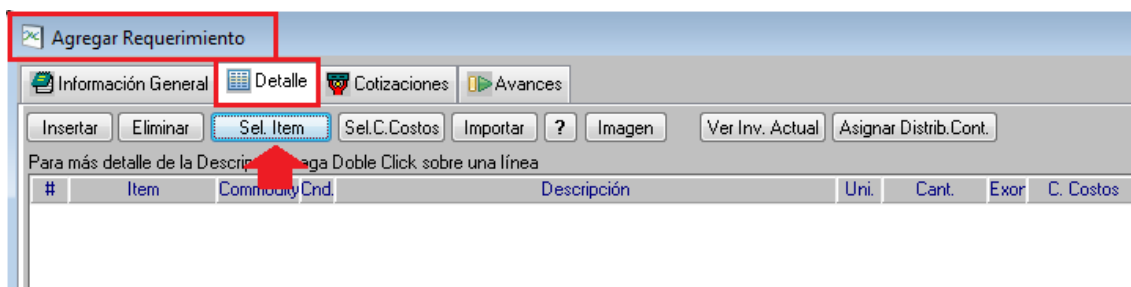 Agregar Requerimiento
Información General Detalle Cotizaciones Avances
Insertar Eliminar Sel. Item Sel.C.Costos Importar ? Imagen Ver Inv. Actual Asignar Distrib.Cont.
Para más detalle de la Doble Click sobre una línea
# Item Commodity Cnd. Descripción Uni. Cant. Exor C. Costos